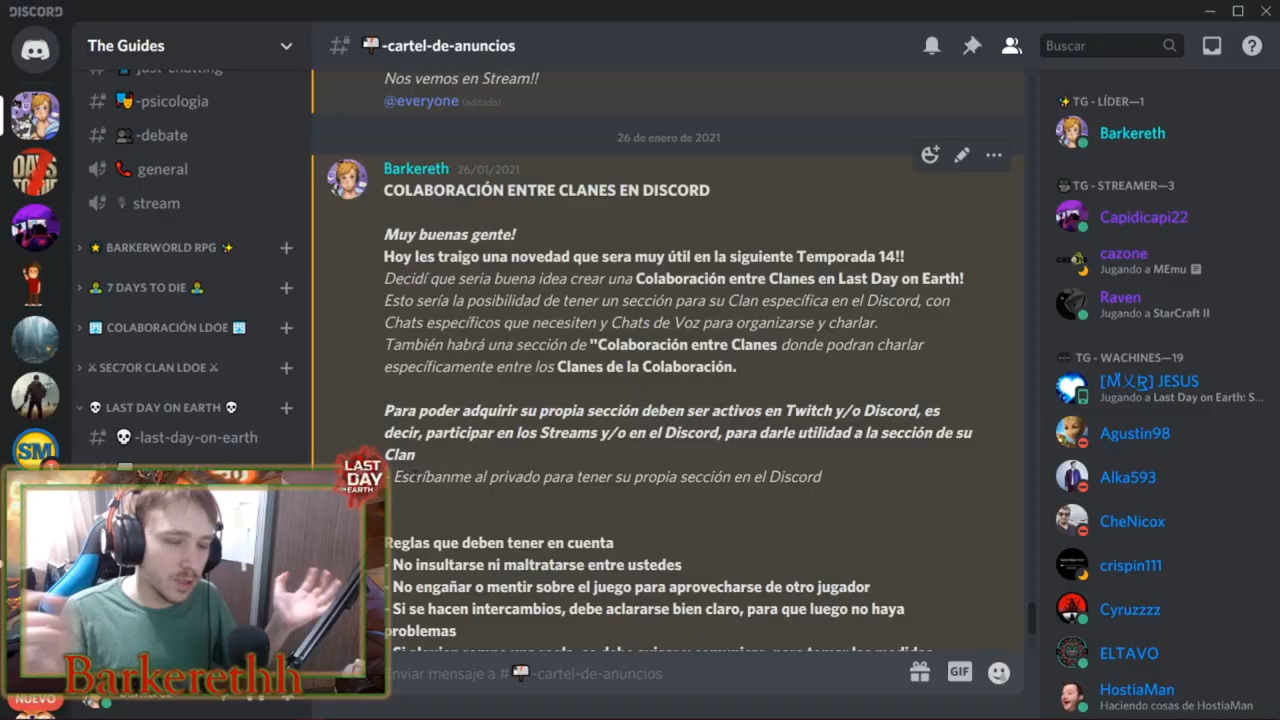 DISCORD
The Guides
just-chatting
-psicologia
-debate
general
stream
BARKERWORLD RPG
7 DAYS TO DIE
COLABORACIÓN LDOE
SEC7OR CLAN LDOE
LAST DAY ON EARTH
-last-day-on-earth
SM
NUEVO
-cartel-de-anuncios
Buscar
Nos vemos en Stream!!
@everyone (editado)
26 de enero de 2021
Barkereth 26/01/2021
COLABORACIÓN ENTRE CLANES EN DISCORD
Muy buenas gente!
Hoy les traigo una novedad que sera muy útil en la siguiente Temporada 14!!
Decidí que seria buena idea crear una Colaboración entre Clanes en Last Day on Earth!
Esto sería la posibilidad de tener un sección para su Clan específica en el Discord, con
Chats específicos que necesiten y Chats de Voz para organizarse y charlar.
También habrá una sección de "Colaboración entre Clanes donde podran charlar
específicamente entre los Clanes de la Colaboración.
Para poder adquirir su propia sección deben ser activos en Twitch y/o Discord, es
decir, participar en los Streams y/o en el Discord, para darle utilidad a la sección de su
Clan
Escríbanme al privado para tener su propia sección en el Discord
Reglas que deben tener en cuenta
- No insultarse ni maltratarse entre ustedes
- No engañar o mentir sobre el juego para aprovecharse de otro jugador
- Si se hacen intercambios, debe aclararse bien claro, para que luego no haya
problemas
Enviar mensaje a # -cartel-de-anuncios
GIF
LAST
DAY
ON EARTH
Barkerethh
TG - LÍDER—1
Barkereth
TG - STREAMER—3
Capidicapi22
cazone
Jugando a MEmu
Raven
Jugando a StarCraft II
TG - WACHINES—19
JESUS
Jugando a Last Day on Earth: S...
Agustin98
Alka593
CheNicox
crispin111
Cyruzzzz
ELTAVO
HostiaMan
Haciendo cosas de HostiaMan